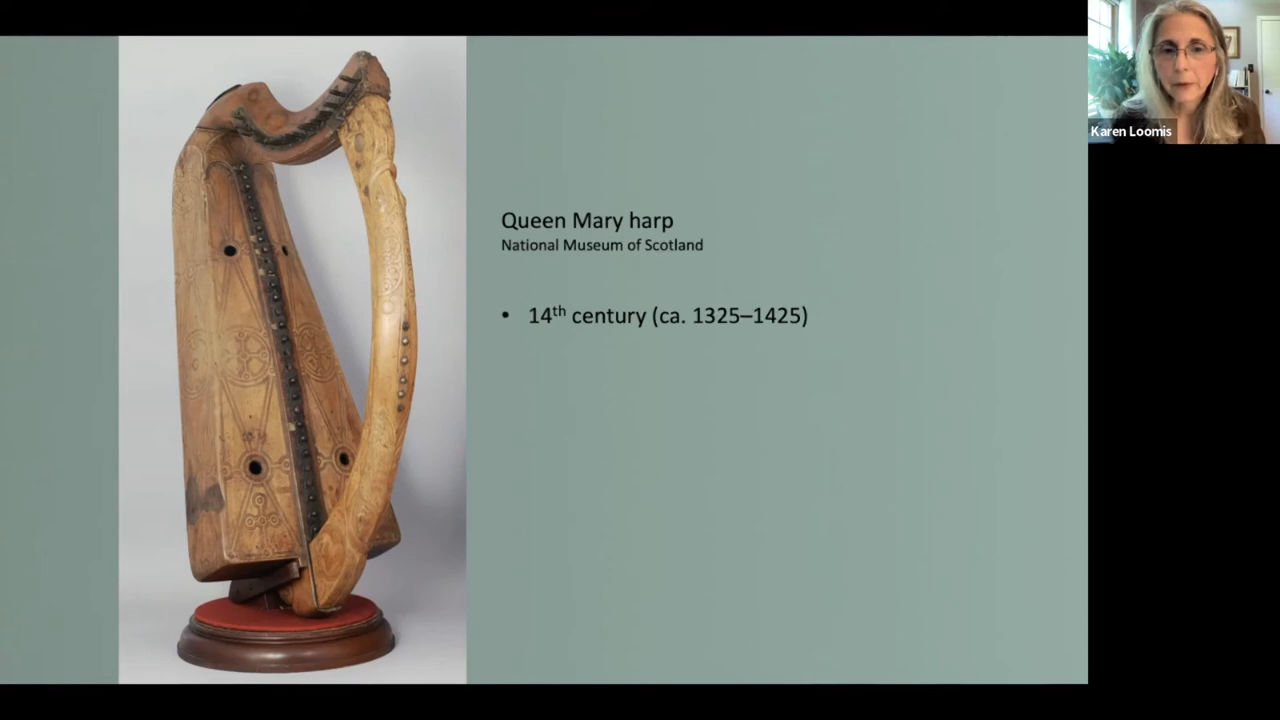 Karen Loomis
Queen Mary harp
National Museum of Scotland
• 14th century (ca. 1325–1425)